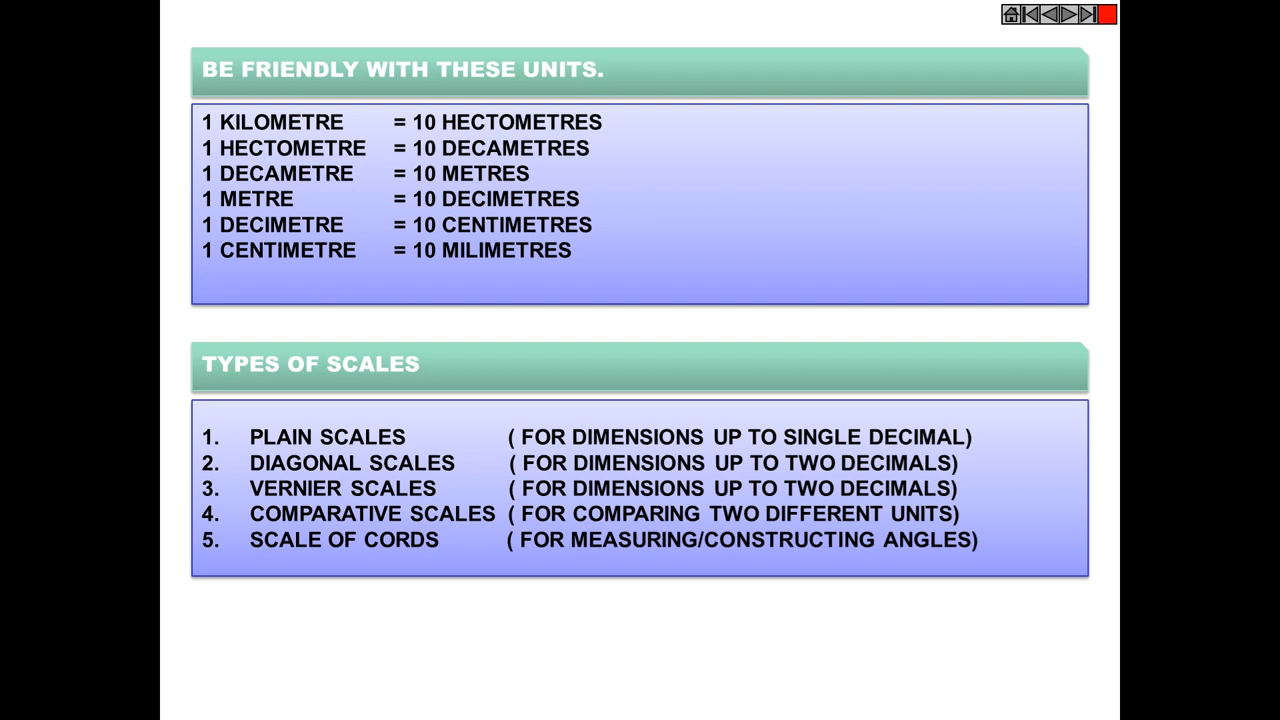 BE FRIENDLY WITH THESE UNITS.
1 KILOMETRE = 10 HECTOMETRES
1 HECTOMETRE = 10 DECAMETRES
1 DECAMETRE = 10 METRES
1 METRE = 10 DECIMETRES
1 DECIMETRE = 10 CENTIMETRES
1 CENTIMETRE = 10 MILIMETRES
TYPES OF SCALES
1. PLAIN SCALES ( FOR DIMENSIONS UP TO SINGLE DECIMAL)
2. DIAGONAL SCALES ( FOR DIMENSIONS UP TO TWO DECIMALS)
3. VERNIER SCALES ( FOR DIMENSIONS UP TO TWO DECIMALS)
4. COMPARATIVE SCALES ( FOR COMPARING TWO DIFFERENT UNITS)
5. SCALE OF CORDS ( FOR MEASURING/CONSTRUCTING ANGLES)